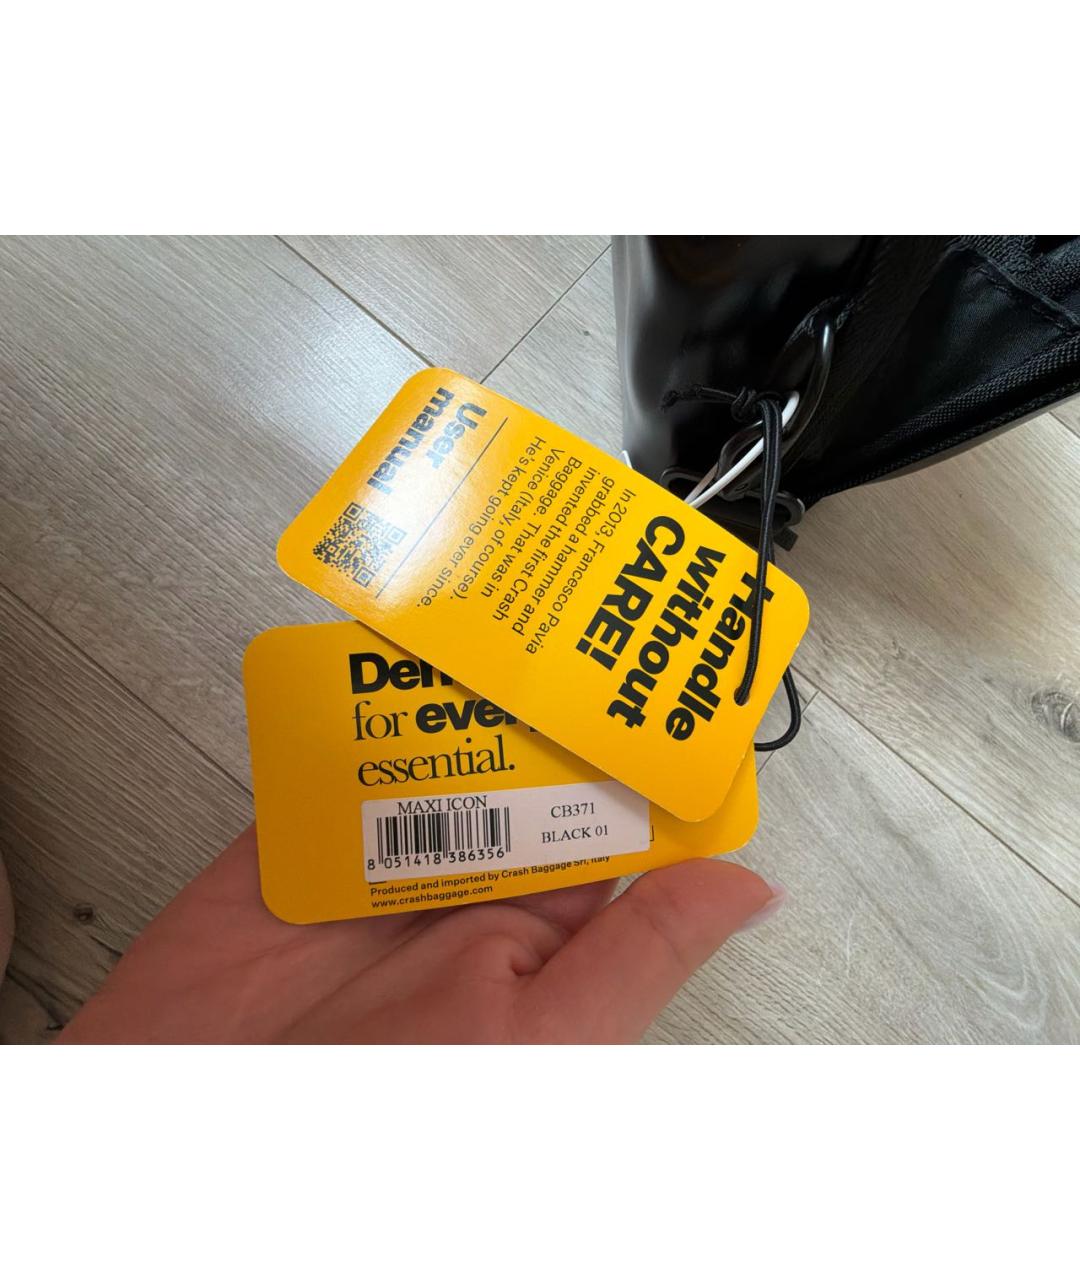 Handle
without
CARE!
In 2013, Francesco Pavia
grabbed a hammer and
invented the first Crash
Baggage. That was in
Venice (Italy, of course).
He's kept going ever since.
User
manual
for
essential.
MAXI ICON
8 051418 386356
CB371
BLACK 01
Produced and imported by Crash Baggage Srl, Italy
www.crashbaggage.com